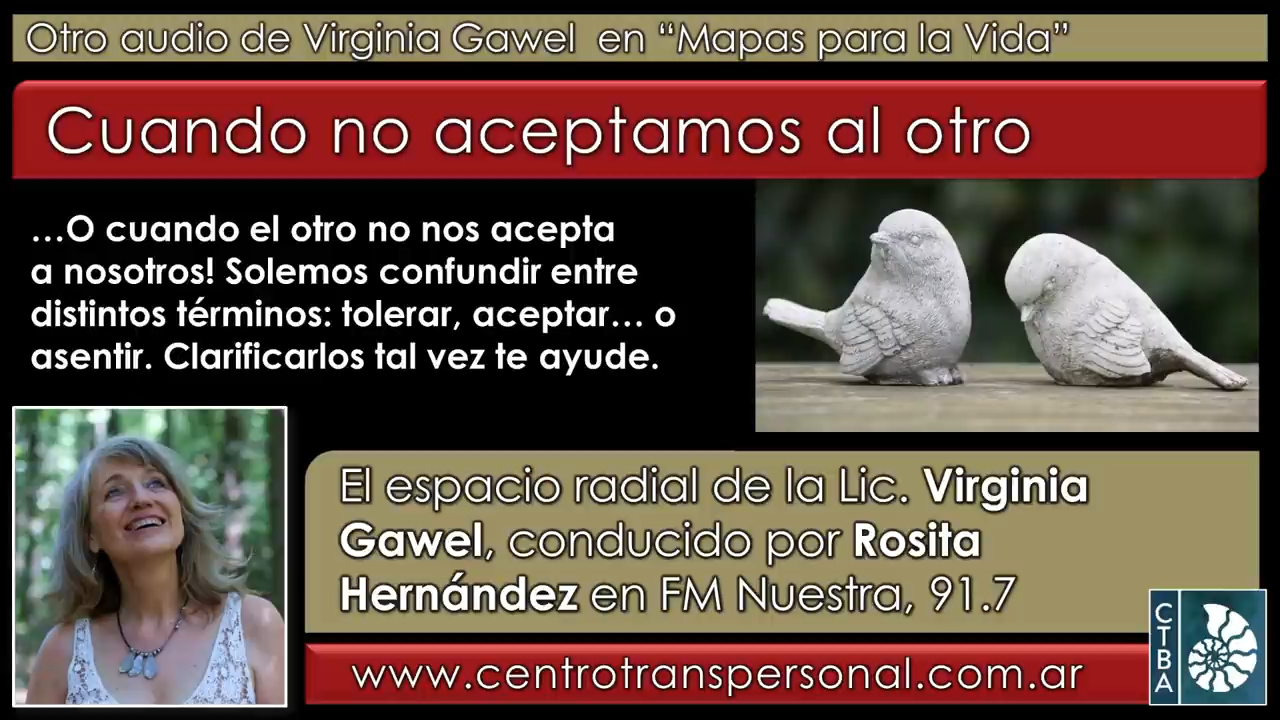 Otro audio de Virginia Gawel en “Mapas para la Vida”
Cuando no aceptamos al otro
...O cuando el otro no nos acepta
a nosotros! Solemos confundir entre
distintos términos: tolerar, aceptar... o
asentir. Clarificarlos tal vez te ayude.
El espacio radial de la Lic. Virginia
Gawel, conducido por Rosita
Hernández en FM Nuestra, 91.7
www.centrotranspersonal.com.ar
CTBA